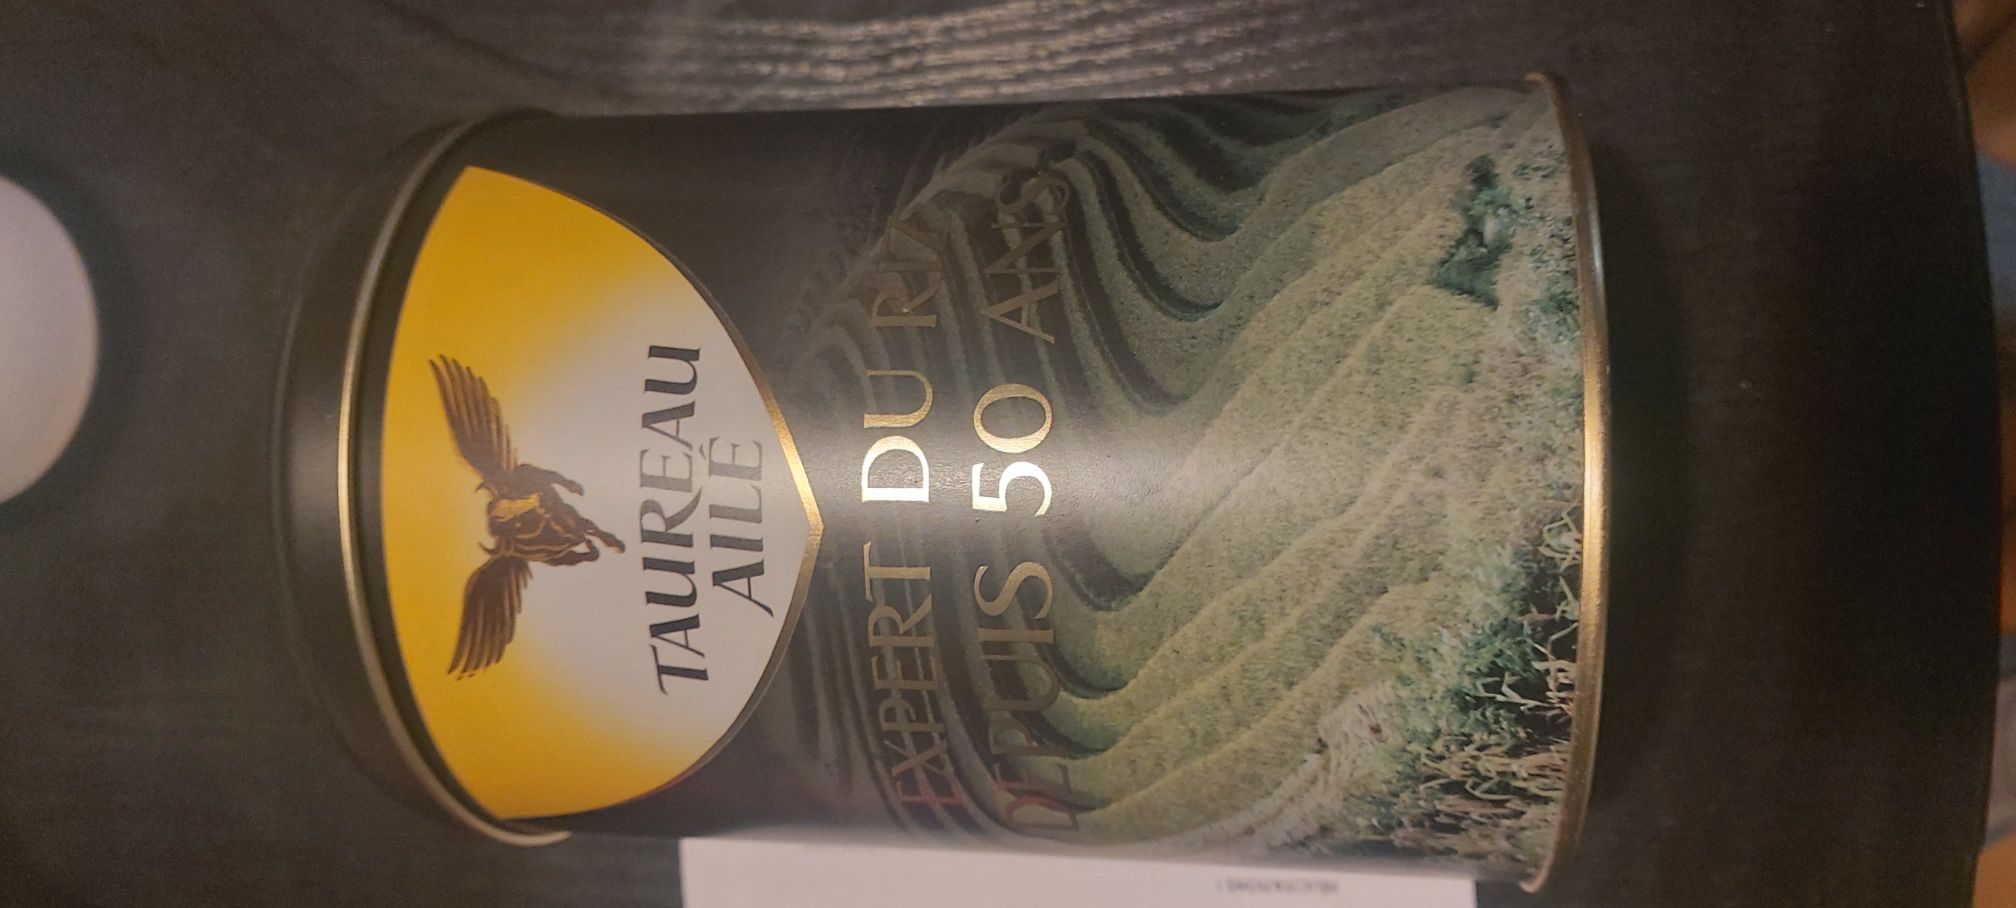 TAUREAU
AILÉ
EXPERT DU RIZ
DEPUIS 50 ANS